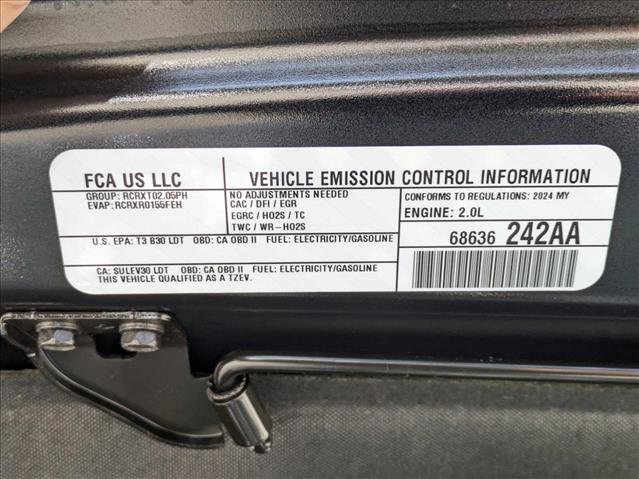 FCA US LLC
GROUP: RCRXT02.05PH
EVAP: RCRXR0155FEH
VEHICLE EMISSION CONTROL INFORMATION
NO ADJUSTMENTS NEEDED
CAC / DFI / EGR
EGRC / HO2S / TC
TWC / WR-HO2S
CONFORMS TO REGULATIONS: 2024 MY
ENGINE: 2.0L
U.S. EPA: T3 B30 LDT OBD: CA OBD II FUEL: ELECTRICITY/GASOLINE
68636 242AA
CA: SULEV30 LDT OBD: CA OBD II FUEL: ELECTRICITY/GASOLINE
THIS VEHICLE QUALIFIED AS A TZEV.